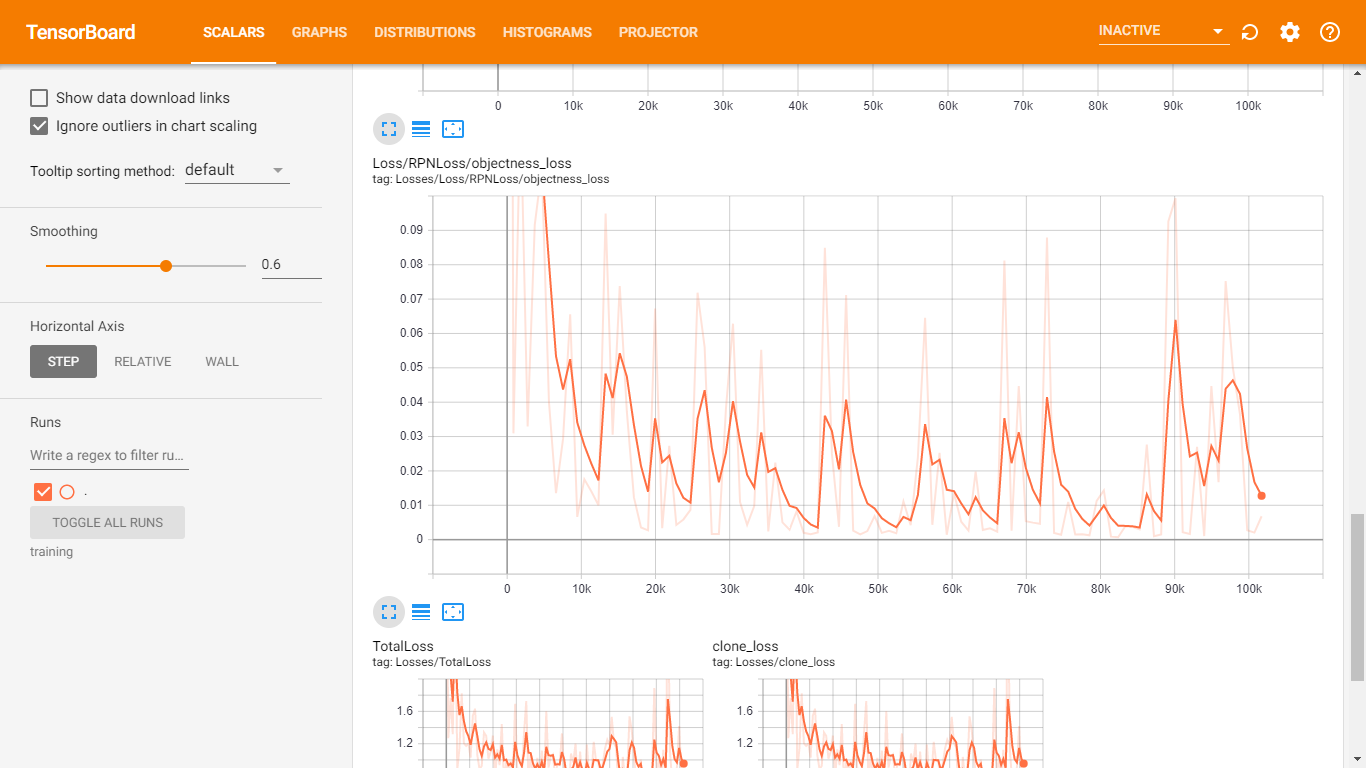 TensorBoard
SCALARS GRAPHS DISTRIBUTIONS HISTOGRAMS PROJECTOR
INACTIVE
Show data download links
Ignore outliers in chart scaling
Tooltip sorting method: default
Smoothing
0.6
Horizontal Axis
STEP RELATIVE WALL
Runs
Write a regex to filter ru...
.
TOGGLE ALL RUNS
training
0 10k 20k 30k 40k 50k 60k 70k 80k 90k 100k
Loss/RPNLoss/objectness_loss
tag: Losses/Loss/RPNLoss/objectness_loss
0.09
0.08
0.07
0.06
0.05
0.04
0.03
0.02
0.01
0
0 10k 20k 30k 40k 50k 60k 70k 80k 90k 100k
TotalLoss
tag: Losses/TotalLoss
1.6
1.2
clone_loss
tag: Losses/clone_loss
1.6
1.2